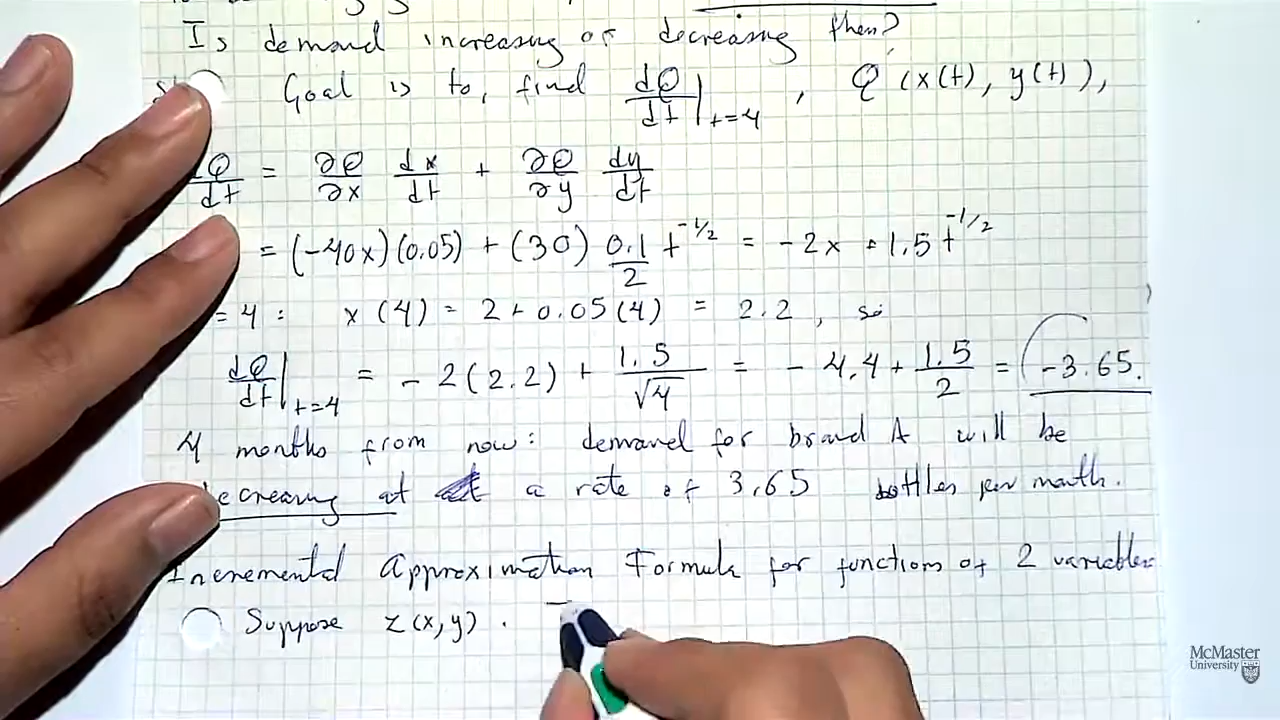 Is demand increasing or decreasing then?
Goal is to, find dQ/dt|t=4 , Q(x(t), y(t)),
dQ/dt = ∂Q/∂x dx/dt + ∂Q/∂y dy/dt
= (-40x)(0.05) + (30) 0.1/2 t^-1/2 = -2x + 1.5 t^-1/2
= 4 : x(4) = 2 + 0.05(4) = 2.2 , so
dQ/dt|t=4 = -2(2.2) + 1.5/√4 = -4.4 + 1.5/2 = -3.65.
4 months from now: demand for brand A will be
decreasing at a rate of 3.65 bottles per month.
Incremental Approximation Formula for functions of 2 variables
Suppose z(x,y).
McMaster
University